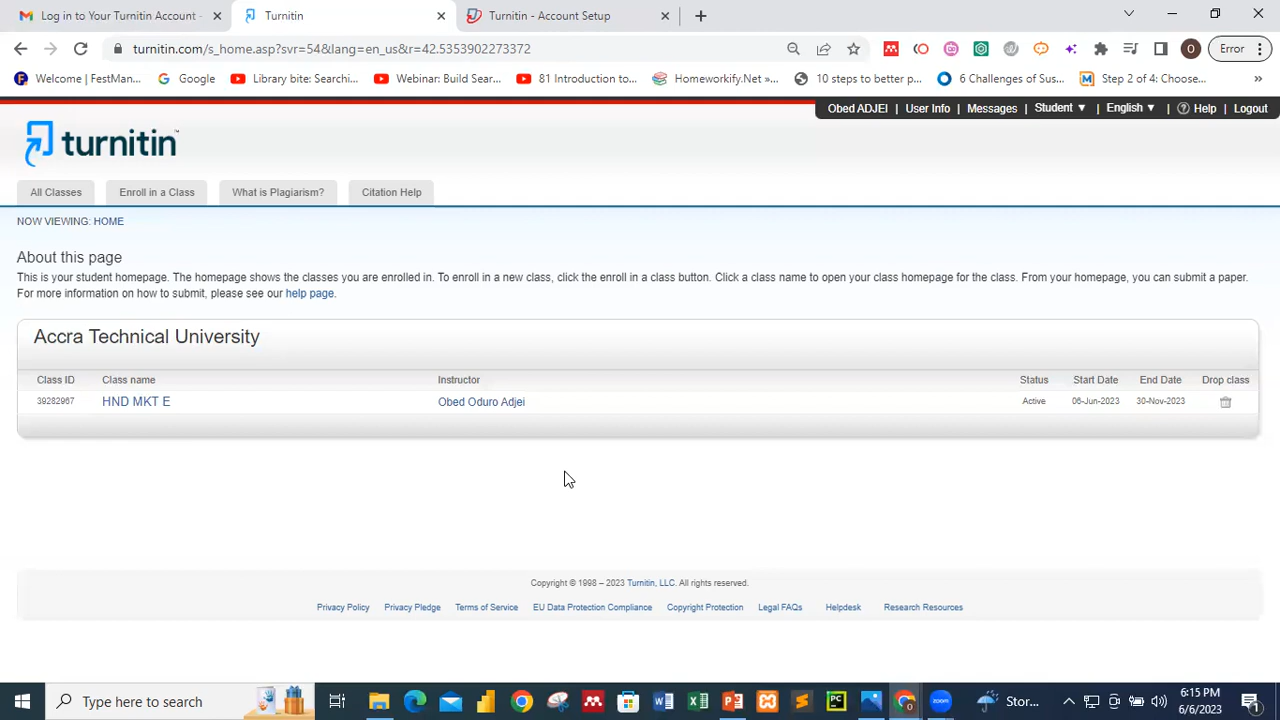 Log in to Your Turnitin Account -
Turnitin
Turnitin - Account Setup
turnitin.com/s_home.asp?svr=54&lang=en_us&r=42.5353902273372
O
Error
Welcome | FestMan...
Google
Library bite: Searchi...
Webinar: Build Sear...
81 Introduction to...
Homeworkify.Net »...
10 steps to better p...
6 Challenges of Sus...
Step 2 of 4: Choose...
»
Obed ADJEI | User Info | Messages | Student ▼ | English ▼ | Help | Logout
turnitin
All Classes
Enroll in a Class
What is Plagiarism?
Citation Help
NOW VIEWING: HOME
About this page
This is your student homepage. The homepage shows the classes you are enrolled in. To enroll in a new class, click the enroll in a class button. Click a class name to open your class homepage for the class. From your homepage, you can submit a paper.
For more information on how to submit, please see our help page.
Accra Technical University
Class ID Class name Instructor Status Start Date End Date Drop class
39282967 HND MKT E Obed Oduro Adjei Active 06-Jun-2023 30-Nov-2023
Copyright © 1998 – 2023 Turnitin, LLC. All rights reserved.
Privacy Policy Privacy Pledge Terms of Service EU Data Protection Compliance Copyright Protection Legal FAQs Helpdesk Research Resources
Type here to search
zoom
Stor...
6:15 PM
6/6/2023
1